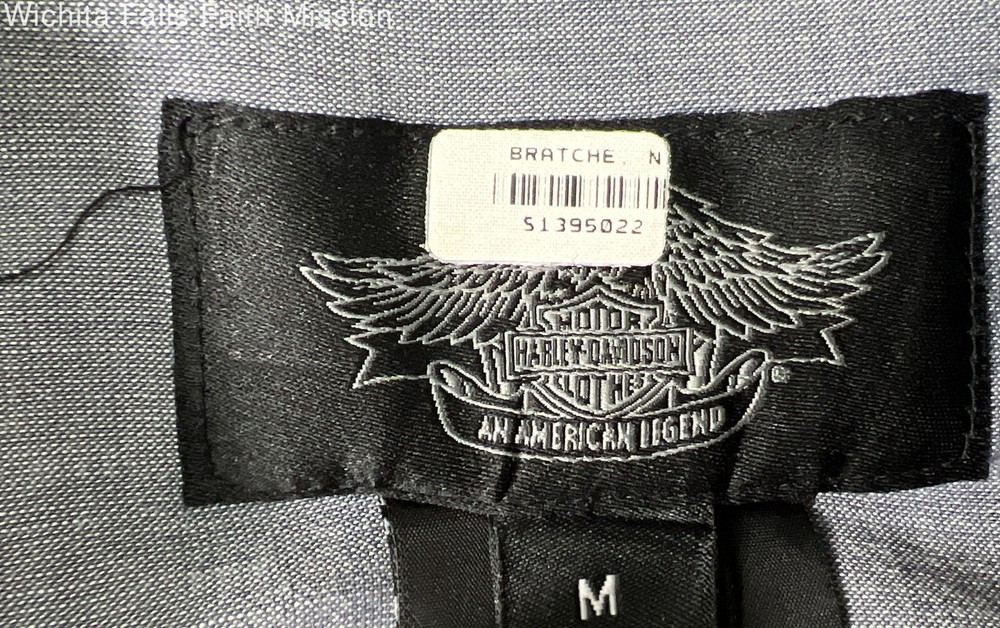 Wichita Falls Faith Mission
BRATCHE, N
S1395022
MOTOR
HARLEY-DAVIDSON
CLOTHES
AN AMERICAN LEGEND
®
M